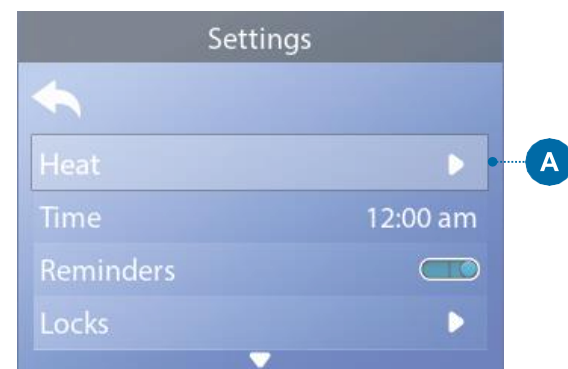 Settings
Heat
A
Time 12:00 am
Reminders
Locks